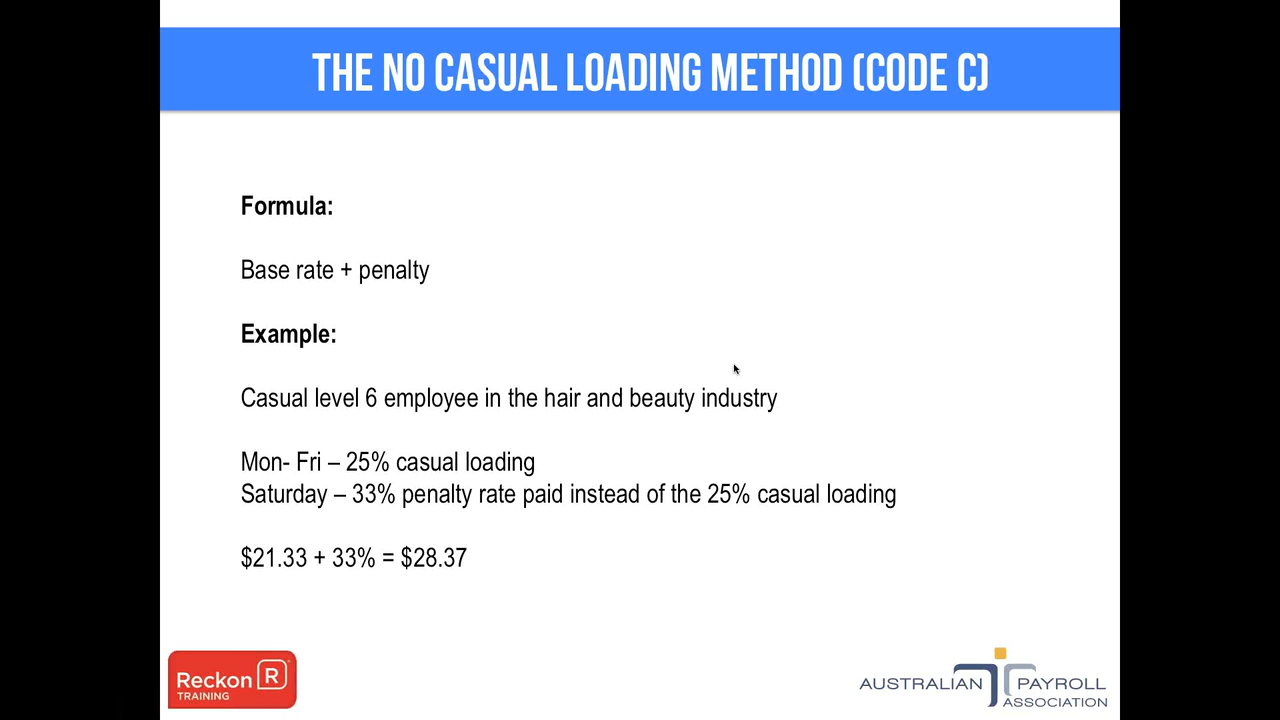 THE NO CASUAL LOADING METHOD (CODE C)
Formula:
Base rate + penalty
Example:
Casual level 6 employee in the hair and beauty industry
Mon- Fri – 25% casual loading
Saturday – 33% penalty rate paid instead of the 25% casual loading
$21.33 + 33% = $28.37
Reckon R
TRAINING
AUSTRALIAN PAYROLL
ASSOCIATION